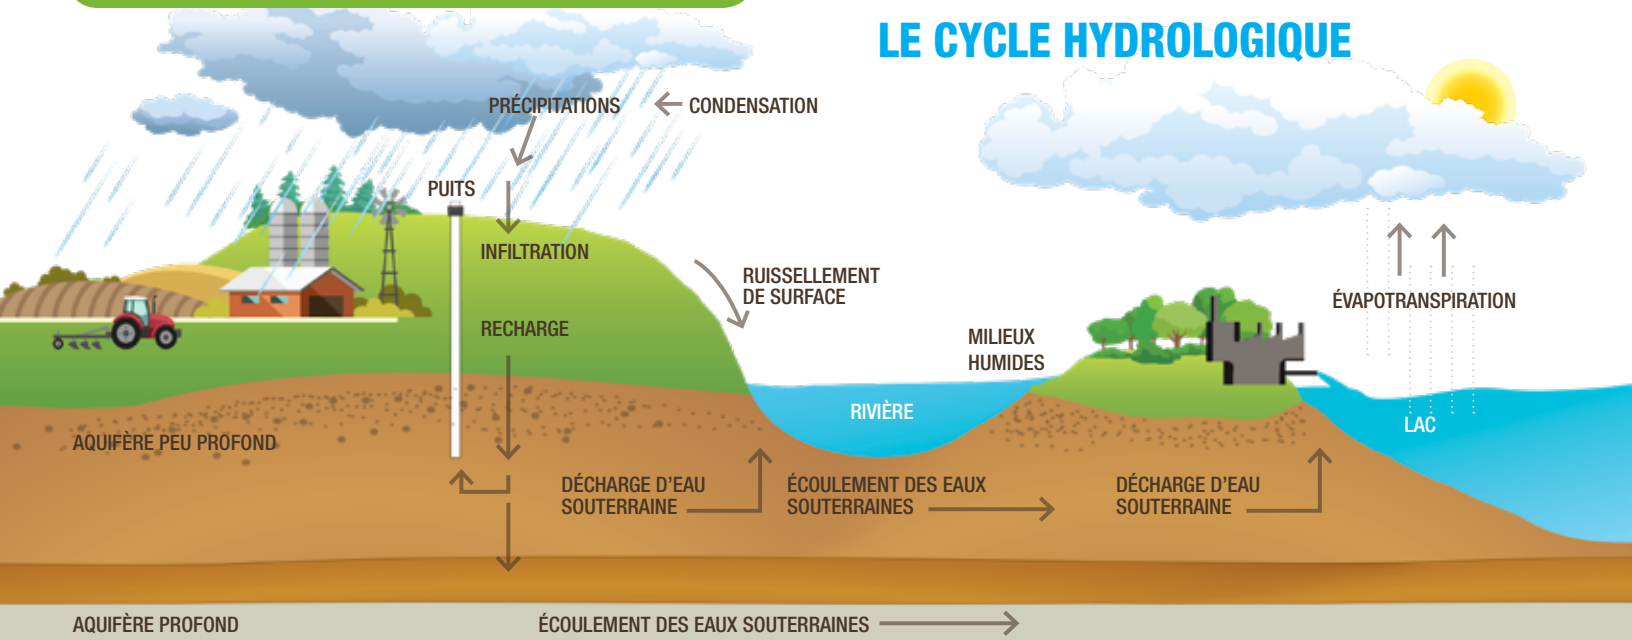 LE CYCLE HYDROLOGIQUE
PRÉCIPITATIONS
CONDENSATION
PUITS
INFILTRATION
RUISSELLEMENT
DE SURFACE
ÉVAPOTRANSPIRATION
RECHARGE
MILIEUX
HUMIDES
RIVIÈRE
LAC
AQUIFÈRE PEU PROFOND
DÉCHARGE D'EAU
SOUTERRAINE
ÉCOULEMENT DES EAUX
SOUTERRAINES
DÉCHARGE D'EAU
SOUTERRAINE
AQUIFÈRE PROFOND
ÉCOULEMENT DES EAUX SOUTERRAINES